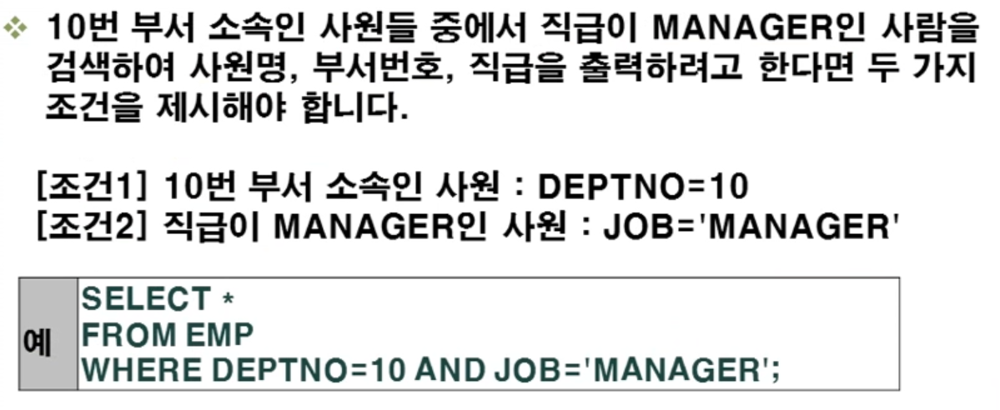 10번 부서 소속인 사원들 중에서 직급이 MANAGER인 사람을
검색하여 사원명, 부서번호, 직급을 출력하려고 한다면 두 가지
조건을 제시해야 합니다.
[조건1] 10번 부서 소속인 사원 : DEPTNO=10
[조건2] 직급이 MANAGER인 사원 : JOB='MANAGER'
예
SELECT *
FROM EMP
WHERE DEPTNO=10 AND JOB='MANAGER';